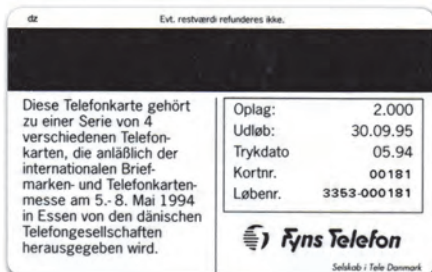 dz
Evt. restværdi refunderes ikke.
Diese Telefonkarte gehört
zu einer Serie von 4
verschiedenen Telefon-
karten, die anläßlich der
internationalen Brief-
marken- und Telefonkarten-
messe am 5.- 8. Mai 1994
in Essen von den dänischen
Telefongesellschaften
herausgegeben wird.
Oplag: 2.000
Udløb: 30.09.95
Trykdato 05.94
Kortnr. 00181
Løbenr. 3353-000181
Fyns Telefon
Selskab i Tele Danmark